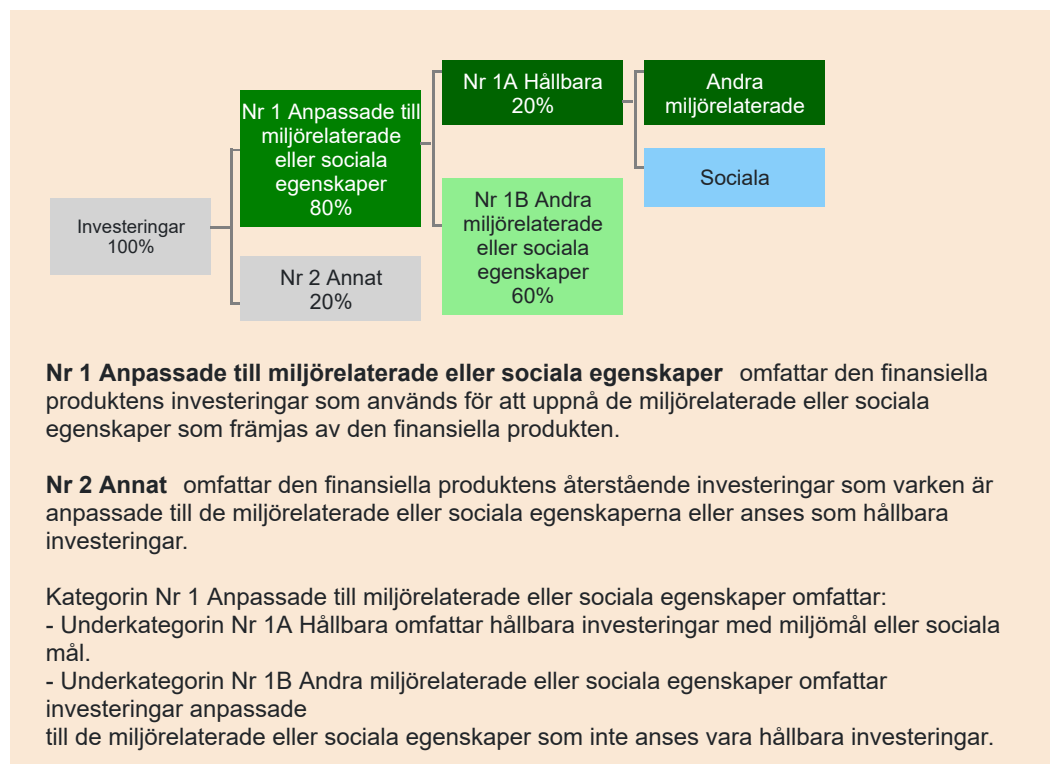 Nr 1A Hållbara
20%
Andra
miljörelaterade
Nr 1 Anpassade till
miljörelaterade
eller sociala
egenskaper
80%
Sociala
Nr 1B Andra
miljörelaterade
eller sociala
egenskaper
60%
Investeringar
100%
Nr 2 Annat
20%
Nr 1 Anpassade till miljörelaterade eller sociala egenskaper omfattar den finansiella
produktens investeringar som används för att uppnå de miljörelaterade eller sociala
egenskaper som främjas av den finansiella produkten.
Nr 2 Annat omfattar den finansiella produktens återstående investeringar som varken är
anpassade till de miljörelaterade eller sociala egenskaperna eller anses som hållbara
investeringar.
Kategorin Nr 1 Anpassade till miljörelaterade eller sociala egenskaper omfattar:
- Underkategorin Nr 1A Hållbara omfattar hållbara investeringar med miljömål eller sociala
mål.
- Underkategorin Nr 1B Andra miljörelaterade eller sociala egenskaper omfattar
investeringar anpassade
till de miljörelaterade eller sociala egenskaper som inte anses vara hållbara investeringar.